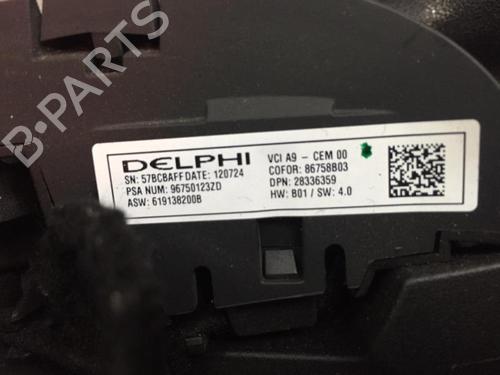 DELPHI
SN: 57BCBAFF DATE: 120724
PSA NUM: 96750123ZD
ASW: 619138200B
VCI A9 - CEM 00
COFOR: 86758B03
DPN: 28336359
HW: B01 / SW: 4.0
B-PARTS